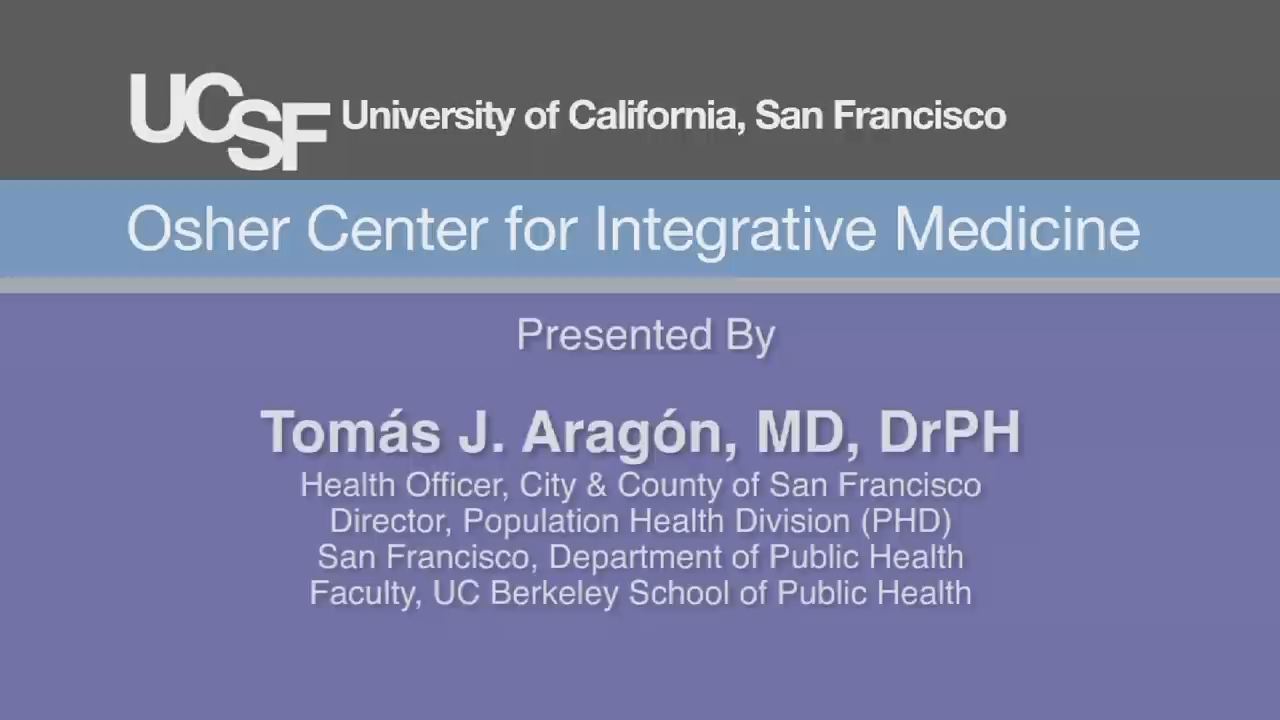 UCSF University of California, San Francisco
Osher Center for Integrative Medicine
Presented By
Tomás J. Aragón, MD, DrPH
Health Officer, City & County of San Francisco
Director, Population Health Division (PHD)
San Francisco, Department of Public Health
Faculty, UC Berkeley School of Public Health